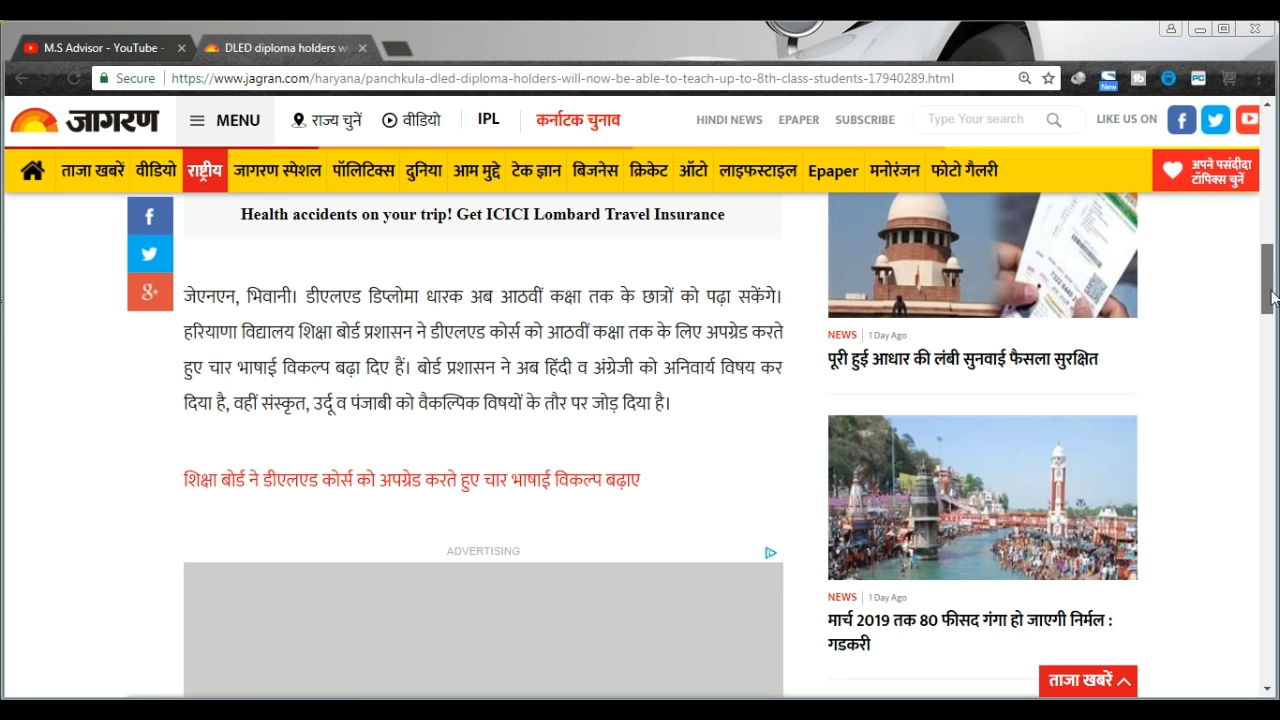 M.S Advisor - YouTube -
DLED diploma holders w
Secure
https://www.jagran.com/haryana/panchkula-dled-diploma-holders-will-now-be-able-to-teach-up-to-8th-class-students-17940289.html
New
जागरण
MENU
राज्य चुनें
वीडियो
IPL
कर्नाटक चुनाव
HINDI NEWS
EPAPER
SUBSCRIBE
Type Your search
LIKE US ON
ताजा खबरें वीडियो राष्ट्रीय जागरण स्पेशल पॉलिटिक्स दुनिया आम मुद्दे टेक ज्ञान बिजनेस क्रिकेट ऑटो लाइफस्टाइल Epaper मनोरंजन फोटो गैलरी
अपने पसंदीदा
टॉपिक्स चुनें
Health accidents on your trip! Get ICICI Lombard Travel Insurance
जेएनएन, भिवानी। डीएलएड डिप्लोमा धारक अब आठवीं कक्षा तक के छात्रों को पढ़ा सकेंगे।
हरियाणा विद्यालय शिक्षा बोर्ड प्रशासन ने डीएलएड कोर्स को आठवीं कक्षा तक के लिए अपग्रेड करते
हुए चार भाषाई विकल्प बढ़ा दिए हैं। बोर्ड प्रशासन ने अब हिंदी व अंग्रेजी को अनिवार्य विषय कर
दिया है, वहीं संस्कृत, उर्दू व पंजाबी को वैकल्पिक विषयों के तौर पर जोड़ दिया है।
शिक्षा बोर्ड ने डीएलएड कोर्स को अपग्रेड करते हुए चार भाषाई विकल्प बढ़ाए
ADVERTISING
NEWS | 1 Day Ago
पूरी हुई आधार की लंबी सुनवाई फैसला सुरक्षित
NEWS | 1 Day Ago
मार्च 2019 तक 80 फीसद गंगा हो जाएगी निर्मल :
गडकरी
ताजा खबरें